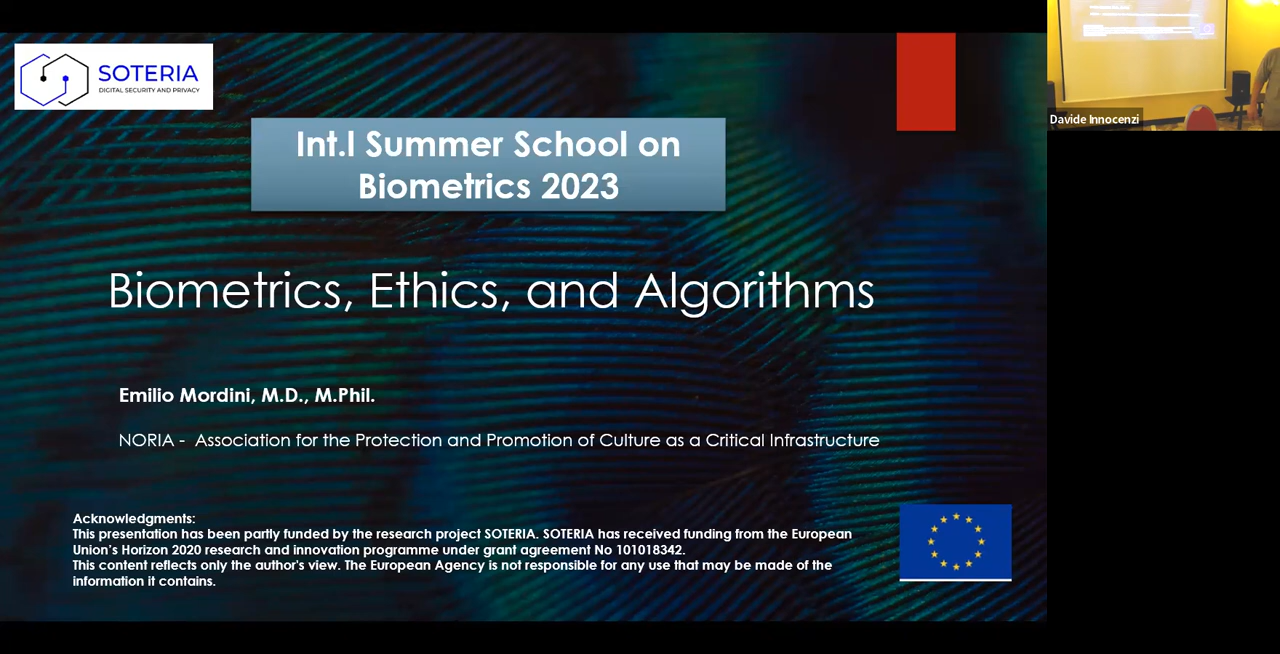 SOTERIA
DIGITAL SECURITY AND PRIVACY
Int.l Summer School on
Biometrics 2023
Biometrics, Ethics, and Algorithms
Emilio Mordini, M.D., M.Phil.
NORIA - Association for the Protection and Promotion of Culture as a Critical Infrastructure
Acknowledgments:
This presentation has been partly funded by the research project SOTERIA. SOTERIA has received funding from the European
Union's Horizon 2020 research and innovation programme under grant agreement No 101018342.
This content reflects only the author's view. The European Agency is not responsible for any use that may be made of the
information it contains.
Davide Innocenzi